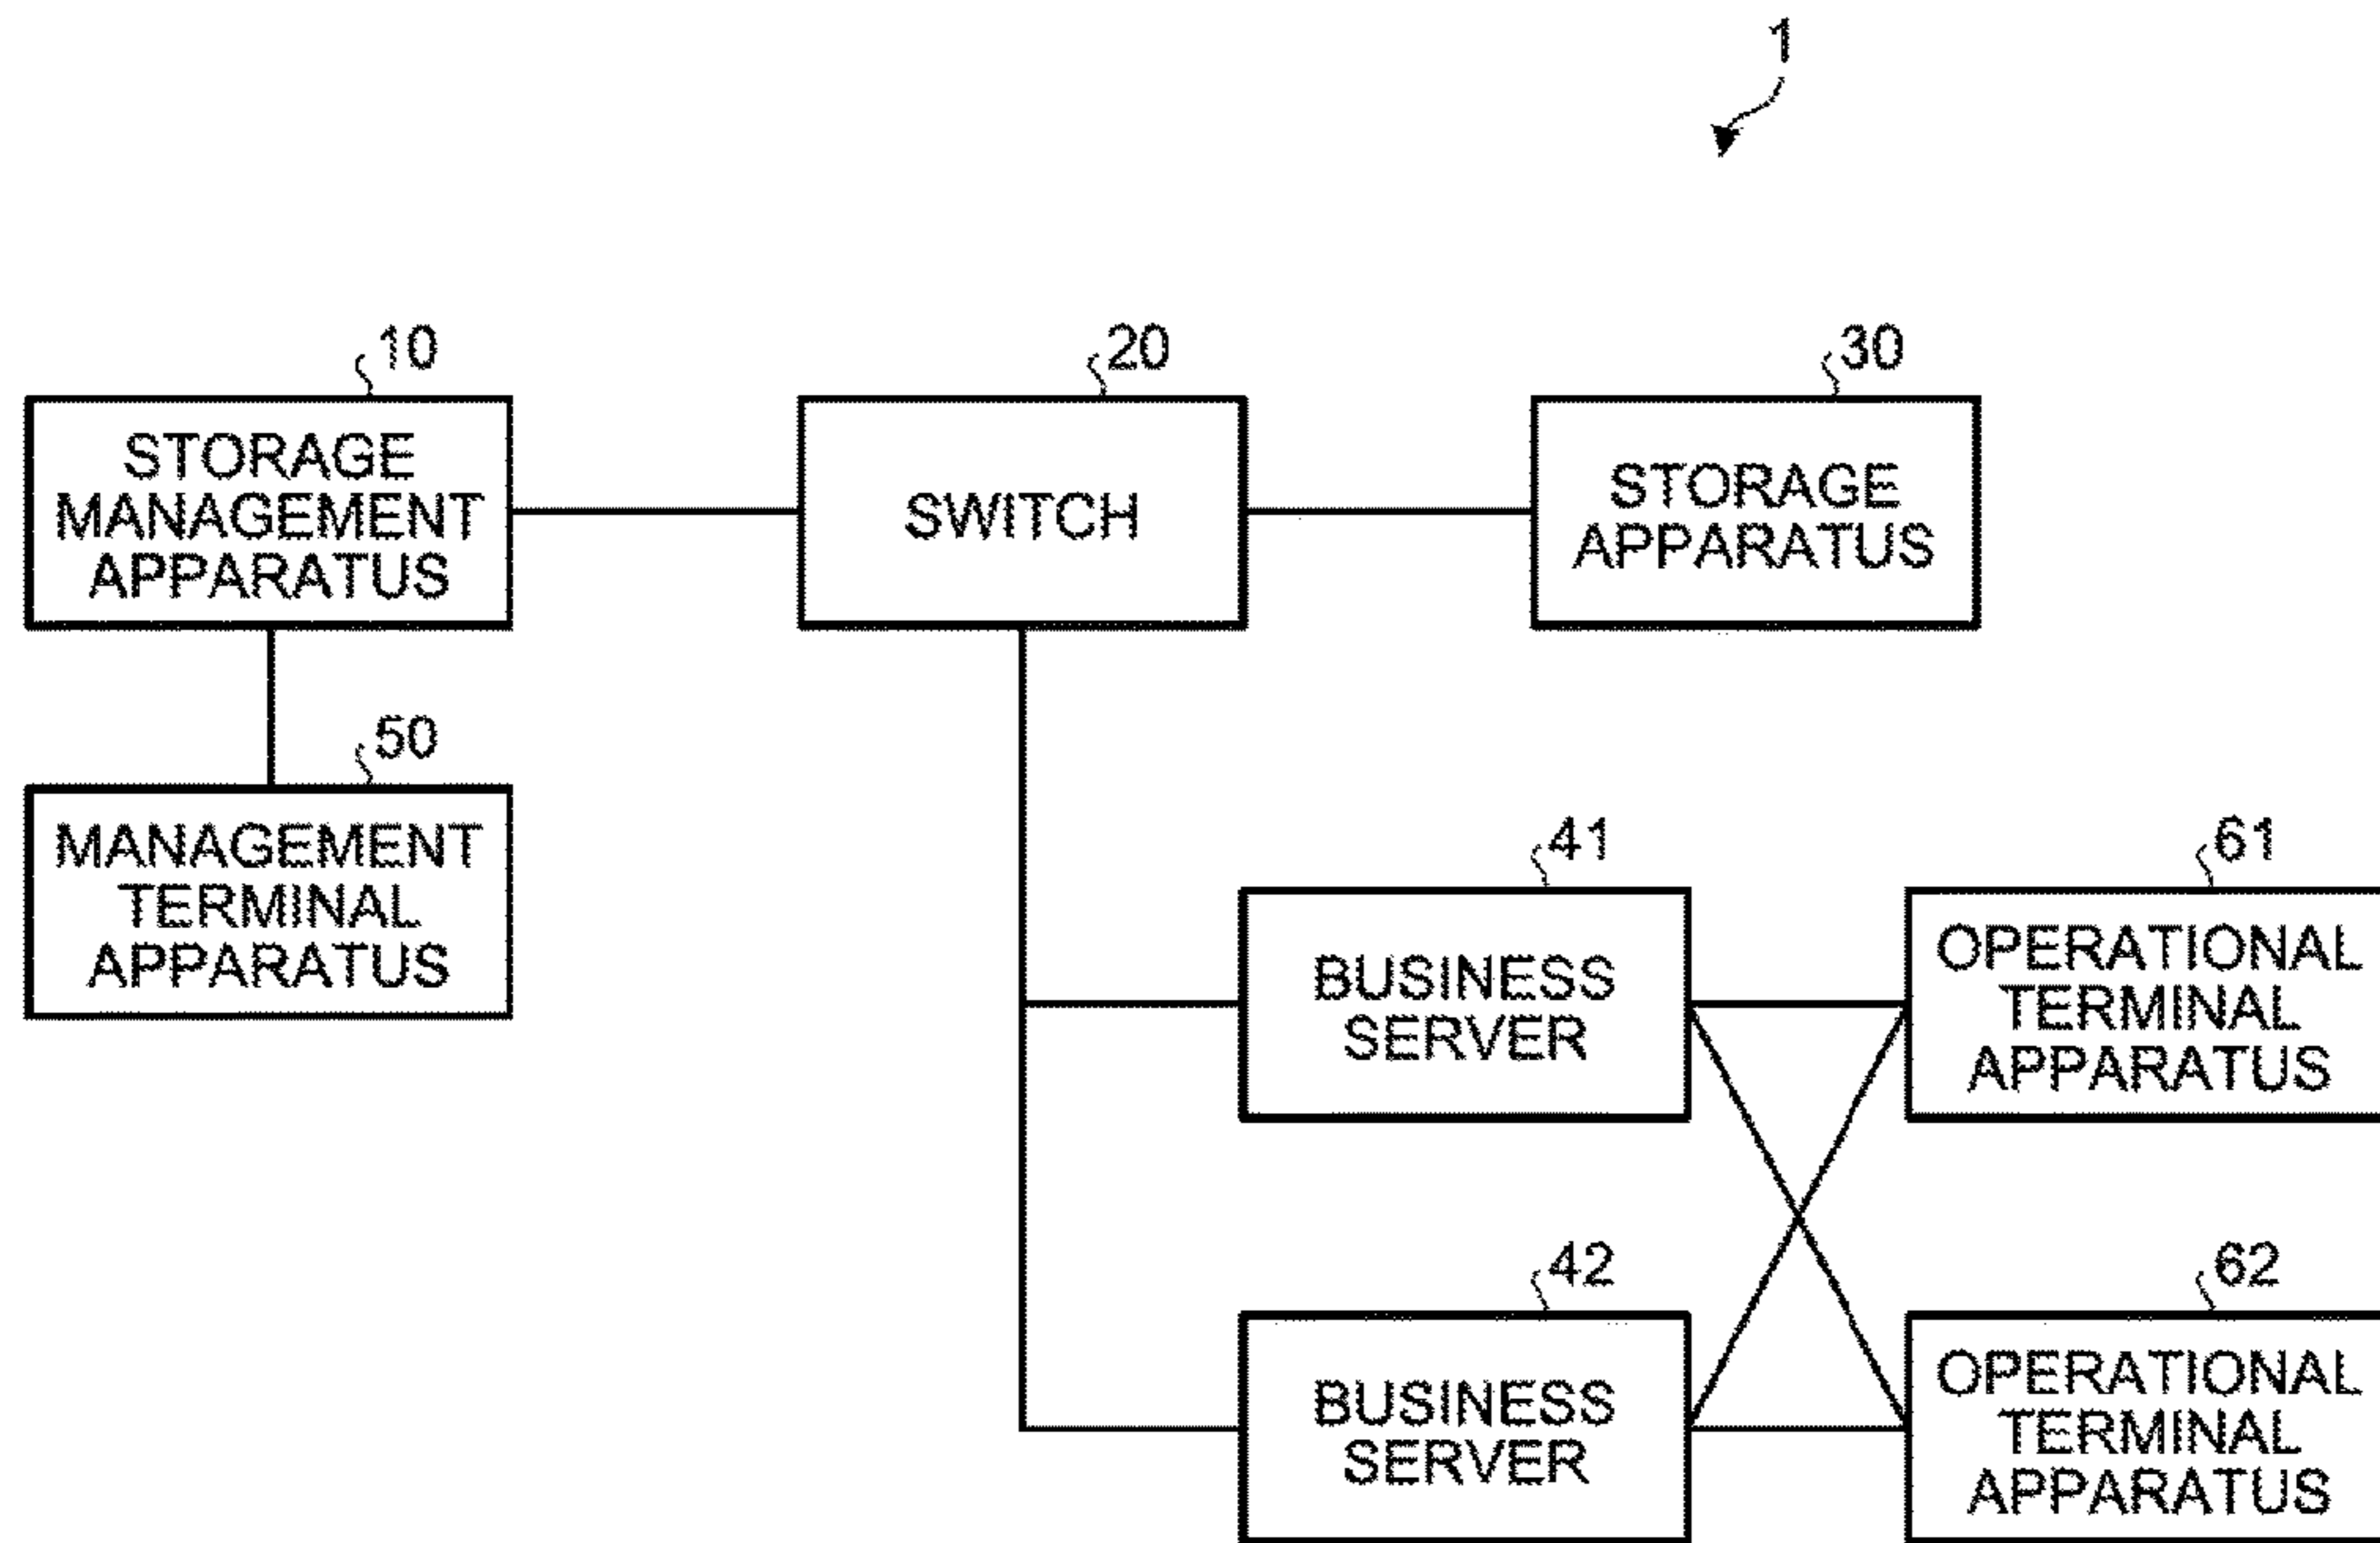 1
10
20
30
STORAGE
MANAGEMENT
APPARATUS
SWITCH
STORAGE
APPARATUS
50
MANAGEMENT
TERMINAL
APPARATUS
41
61
BUSINESS
SERVER
OPERATIONAL
TERMINAL
APPARATUS
42
62
BUSINESS
SERVER
OPERATIONAL
TERMINAL
APPARATUS